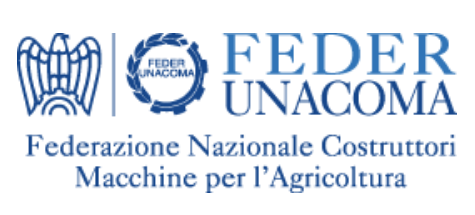 FEDER
UNACOMA
FEDER
UNACOMA
Federazione Nazionale Costruttori
Macchine per l'Agricoltura